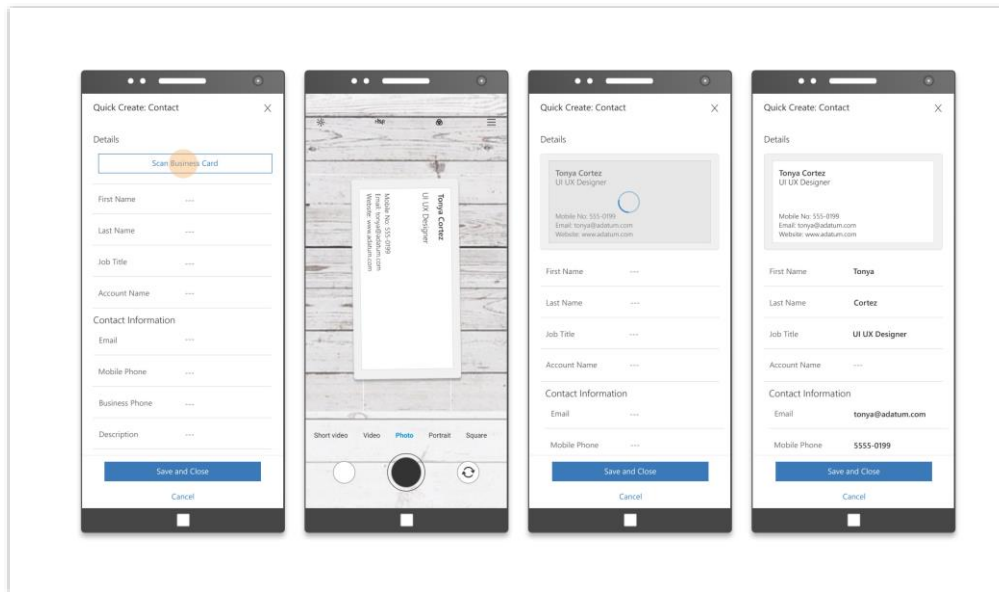 Quick Create: Contact X
Details
Scan Business Card
First Name ---
Last Name ---
Job Title ---
Account Name ---
Contact Information
Email ---
Mobile Phone ---
Business Phone ---
Description ---
Save and Close
Cancel
Tonya Cortez
UI UX Designer
Mobile No: 555-0199
Email: tonya@adatum.com
Website: www.adatum.com
Short video Video Photo Portrait Square
Quick Create: Contact X
Details
Tonya Cortez
UI UX Designer
Mobile No: 555-0199
Email: tonya@adatum.com
Website: www.adatum.com
First Name ---
Last Name ---
Job Title ---
Account Name ---
Contact Information
Email ---
Mobile Phone ---
Save and Close
Cancel
Quick Create: Contact X
Details
Tonya Cortez
UI UX Designer
Mobile No: 555-0199
Email: tonya@adatum.com
Website: www.adatum.com
First Name Tonya
Last Name Cortez
Job Title UI UX Designer
Account Name ---
Contact Information
Email tonya@adatum.com
Mobile Phone 5555-0199
Save and Close
Cancel